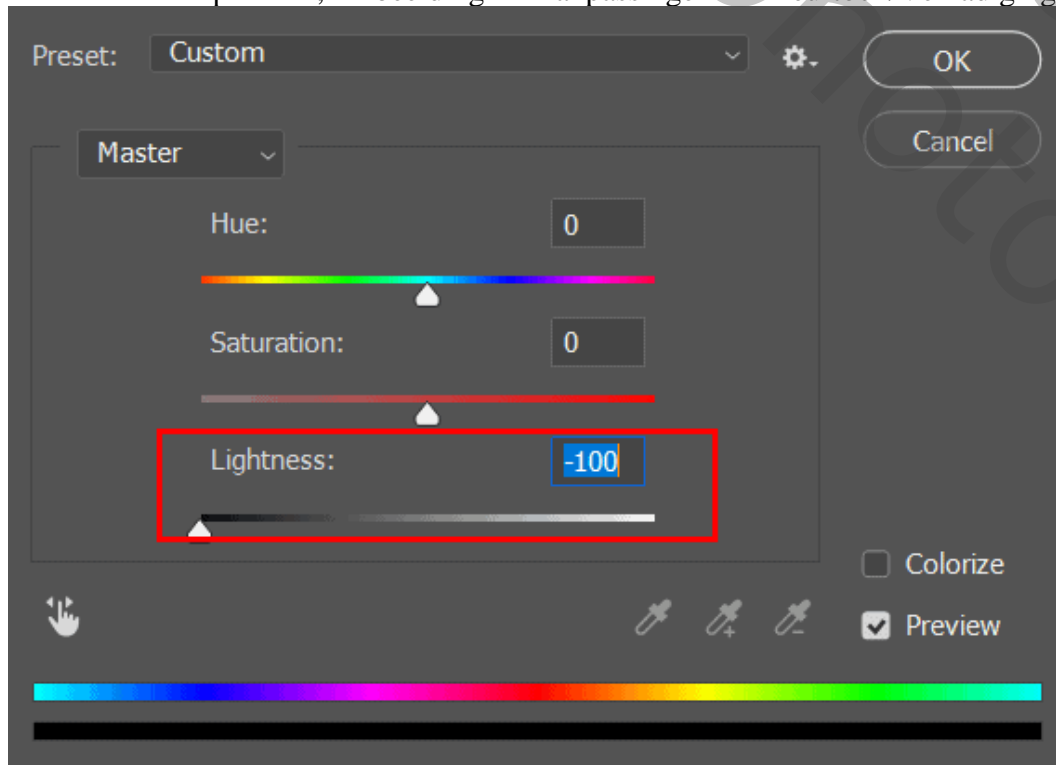 Preset: Custom OK
Master Cancel
Hue: 0
Saturation: 0
Lightness: -100
Colorize
Preview